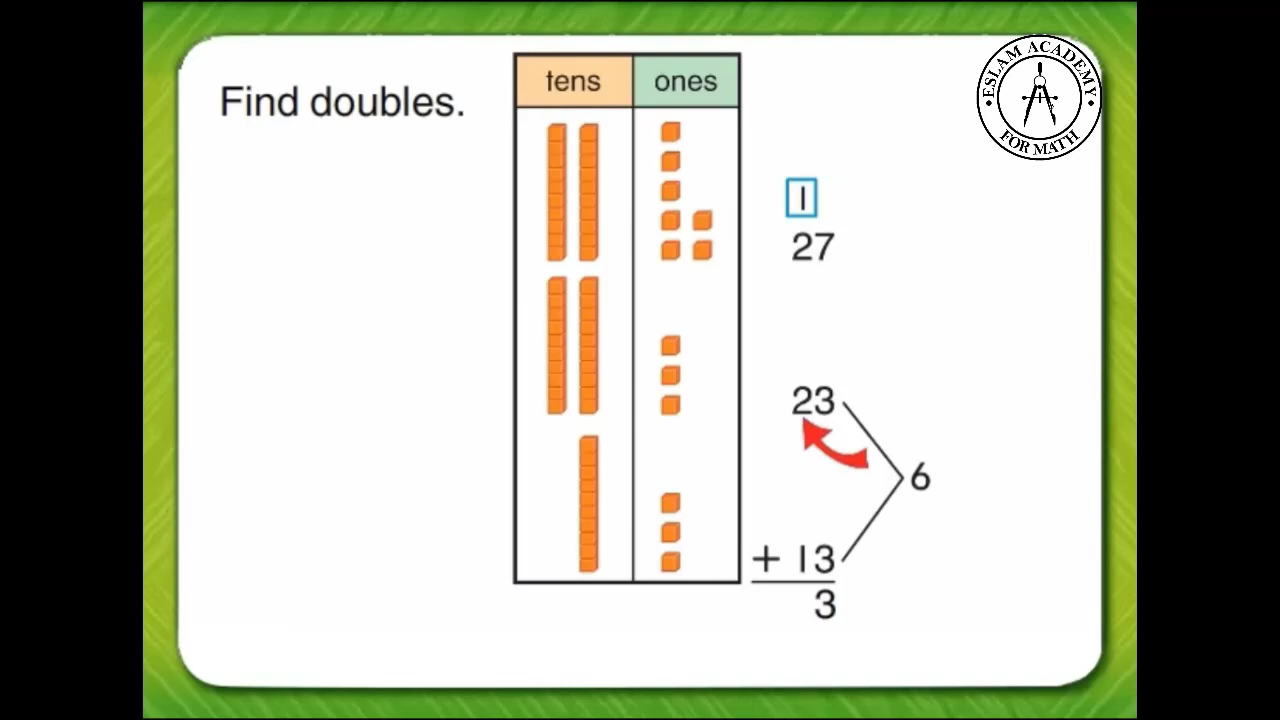 Find doubles.
tens ones
1
27
23
6
+ 13
3
ESLAM ACADEMY
FOR MATH